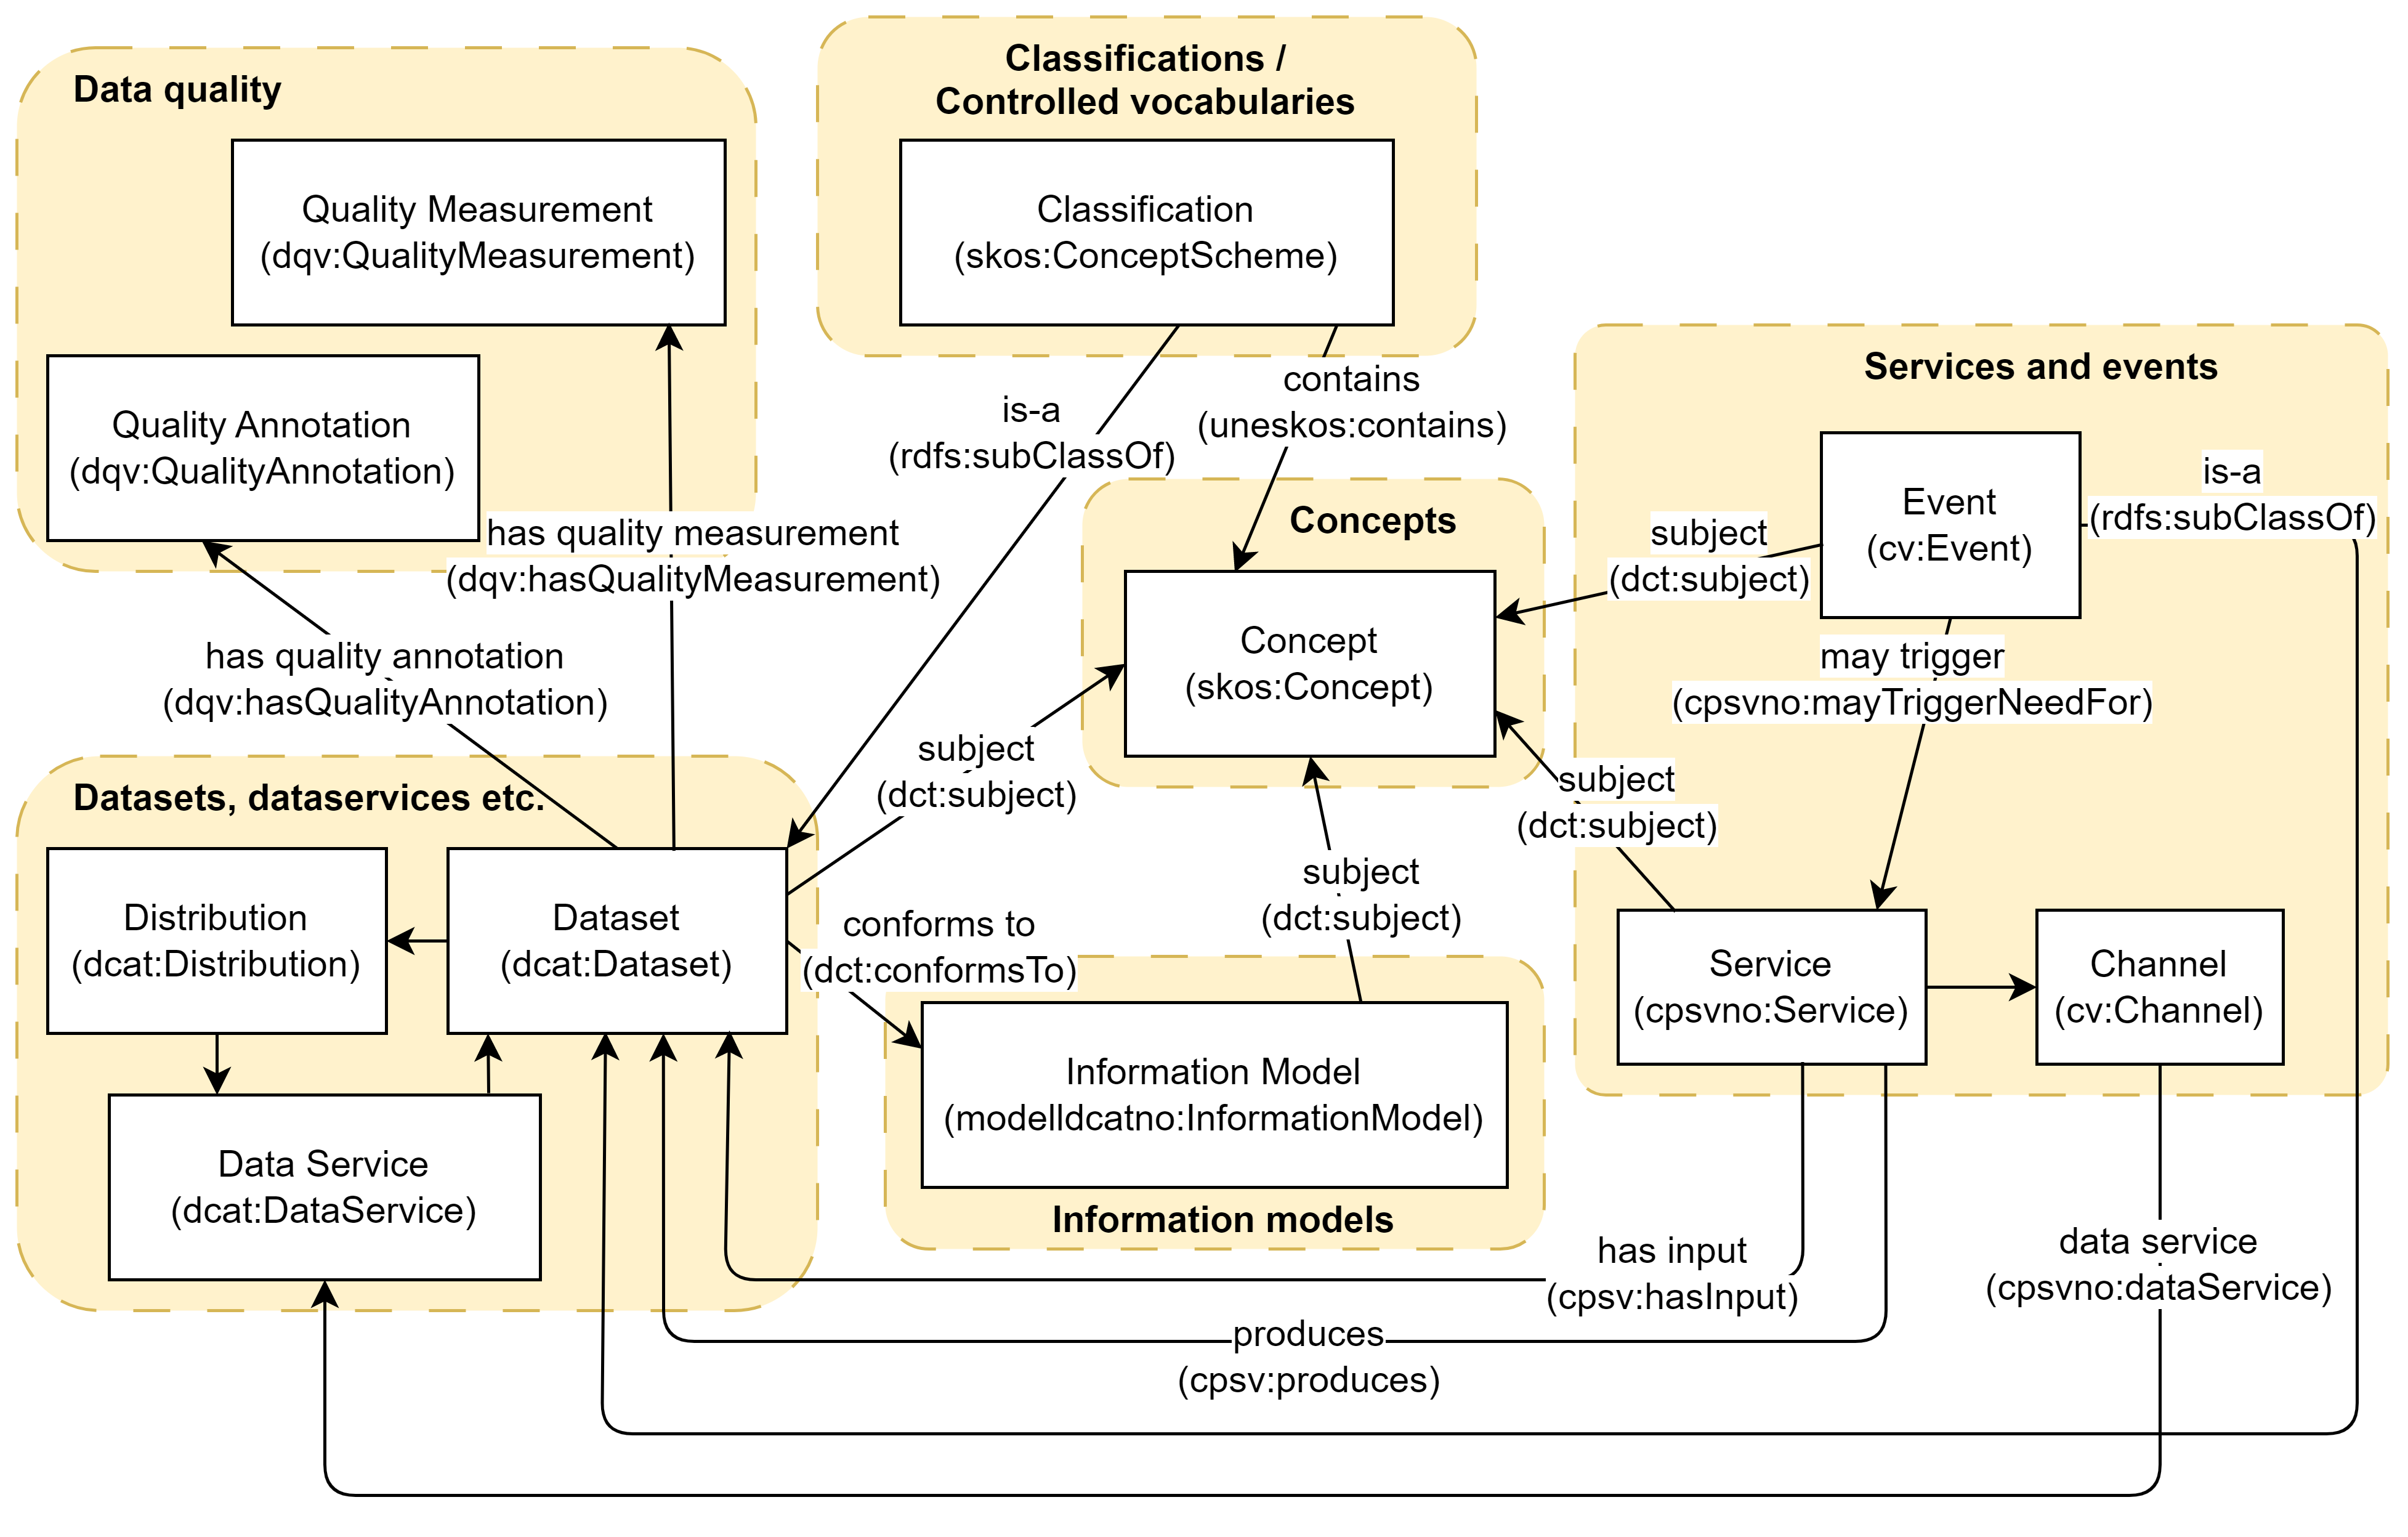 Data quality
Quality Measurement
(dqv:QualityMeasurement)
Quality Annotation
(dqv:QualityAnnotation)
has quality measurement
(dqv:hasQualityMeasurement)
has quality annotation
(dqv:hasQualityAnnotation)
Classifications /
Controlled vocabularies
Classification
(skos:ConceptScheme)
is-a
(rdfs:subClassOf)
contains
(uneskos:contains)
Concepts
Concept
(skos:Concept)
subject
(dct:subject)
subject
(dct:subject)
subject
(dct:subject)
subject
(dct:subject)
Services and events
Event
(cv:Event)
is-a
(rdfs:subClassOf)
may trigger
(cpsvno:mayTriggerNeedFor)
Service
(cpsvno:Service)
Channel
(cv:Channel)
Datasets, dataservices etc.
Distribution
(dcat:Distribution)
Dataset
(dcat:Dataset)
Data Service
(dcat:DataService)
conforms to
(dct:conformsTo)
Information Model
(modelldcatno:InformationModel)
Information models
has input
(cpsv:hasInput)
data service
(cpsvno:dataService)
produces
(cpsv:produces)